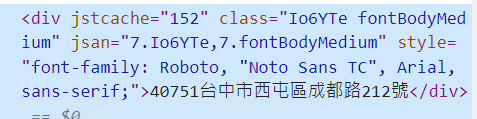 <div jstcache="152" class="Io6YTe fontBodyMed
ium" jsan="7.Io6YTe,7.fontBodyMedium" style=
"font-family: Roboto, "Noto Sans TC", Arial,
sans-serif;">40751台中市西屯區成都路212號</div>
== $0